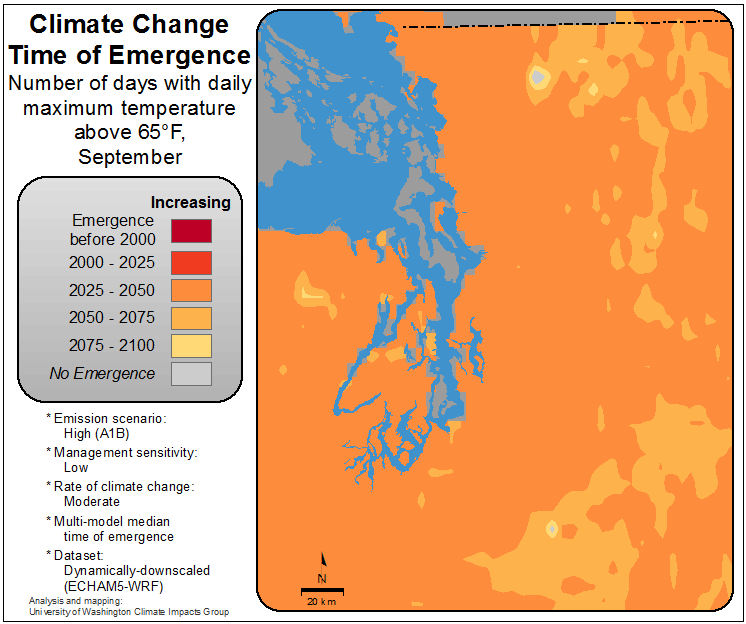 Climate Change
Time of Emergence
Number of days with daily
maximum temperature
above 65°F,
September
Increasing
Emergence
before 2000
2000 - 2025
2025 - 2050
2050 - 2075
2075 - 2100
No Emergence
* Emission scenario:
High (A1B)
* Management sensitivity:
Low
* Rate of climate change:
Moderate
* Multi-model median
time of emergence
* Dataset:
Dynamically-downscaled
(ECHAM5-WRF)
Analysis and mapping:
University of Washington Climate Impacts Group
N
20 km